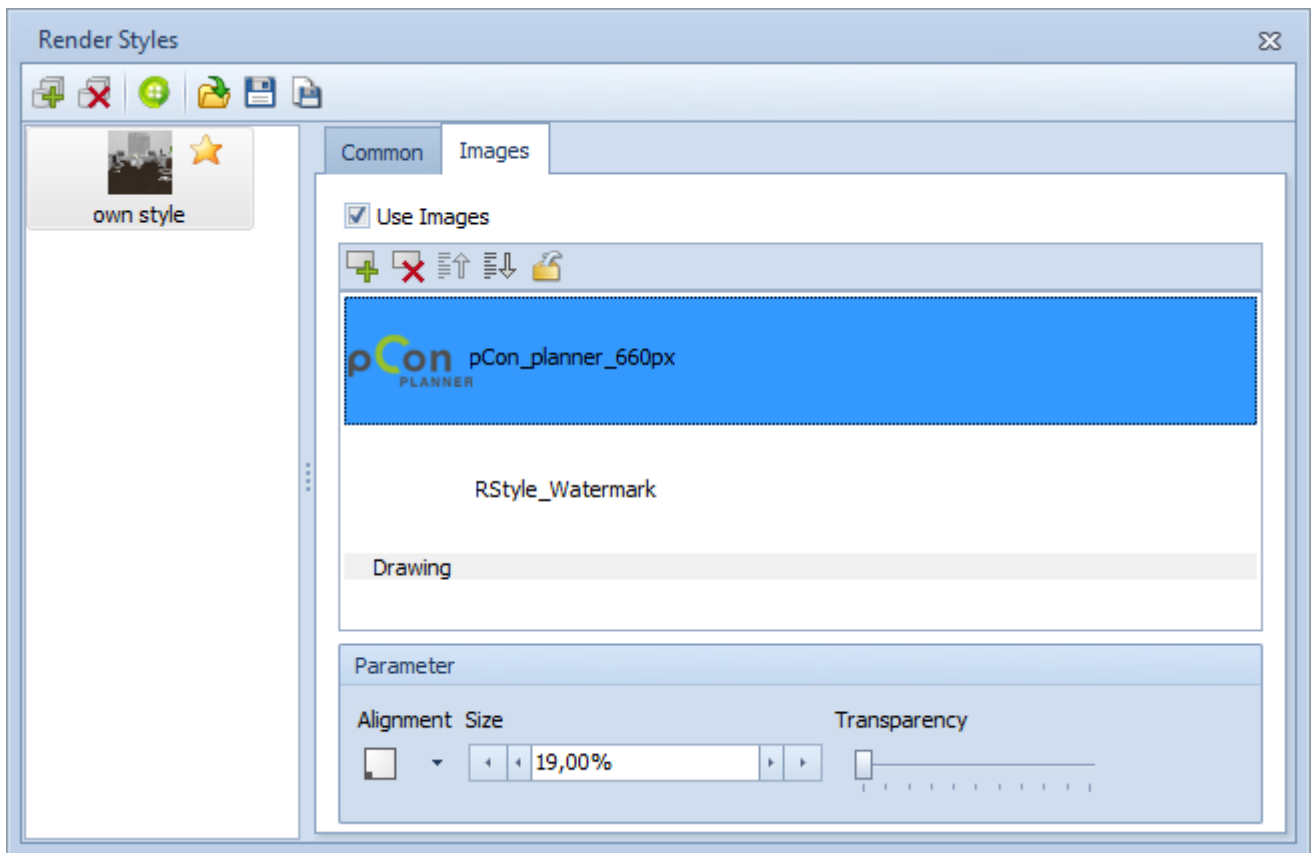 Render Styles
own style
Common Images
Use Images
pCon PLANNER
pCon_planner_660px
RStyle_Watermark
Drawing
Parameter
Alignment Size Transparency
19,00%